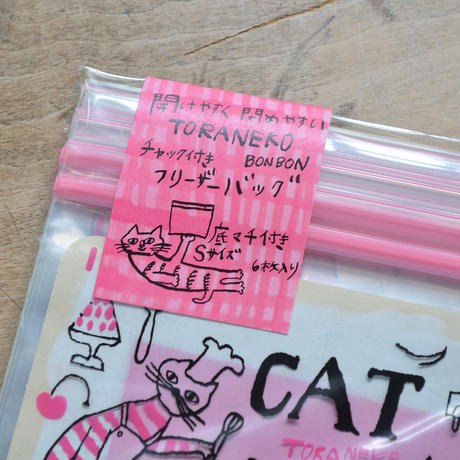 開けやすく 閉めやすい
TORANEKO
チャック付き BONBON
フリーザーバッグ
底マチ付き
Sサイズ
6枚入り
CAT
TORANEKO